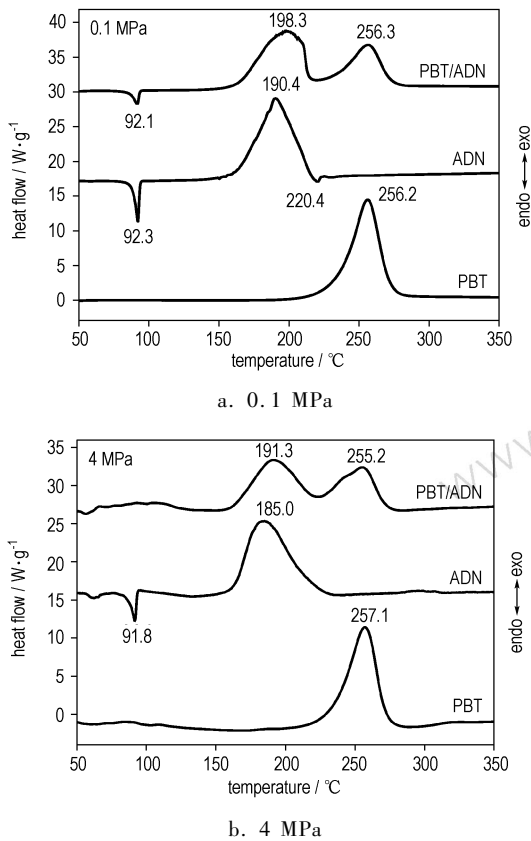 40
0.1 MPa
198.3
256.3
35
PBT/ADN
30
92.1
190.4
25
20
ADN
15
220.4
256.2
92.3
10
5
PBT
0
50 100 150 200 250 300 350
temperature / ℃
heat flow / W·g⁻¹
endo ↔ exo
a. 0.1 MPa
35
4 MPa
191.3
255.2
30
PBT/ADN
185.0
25
20
ADN
15
91.8
257.1
10
5
PBT
0
50 100 150 200 250 300 350
temperature / ℃
heat flow / W·g⁻¹
endo ↔ exo
b. 4 MPa